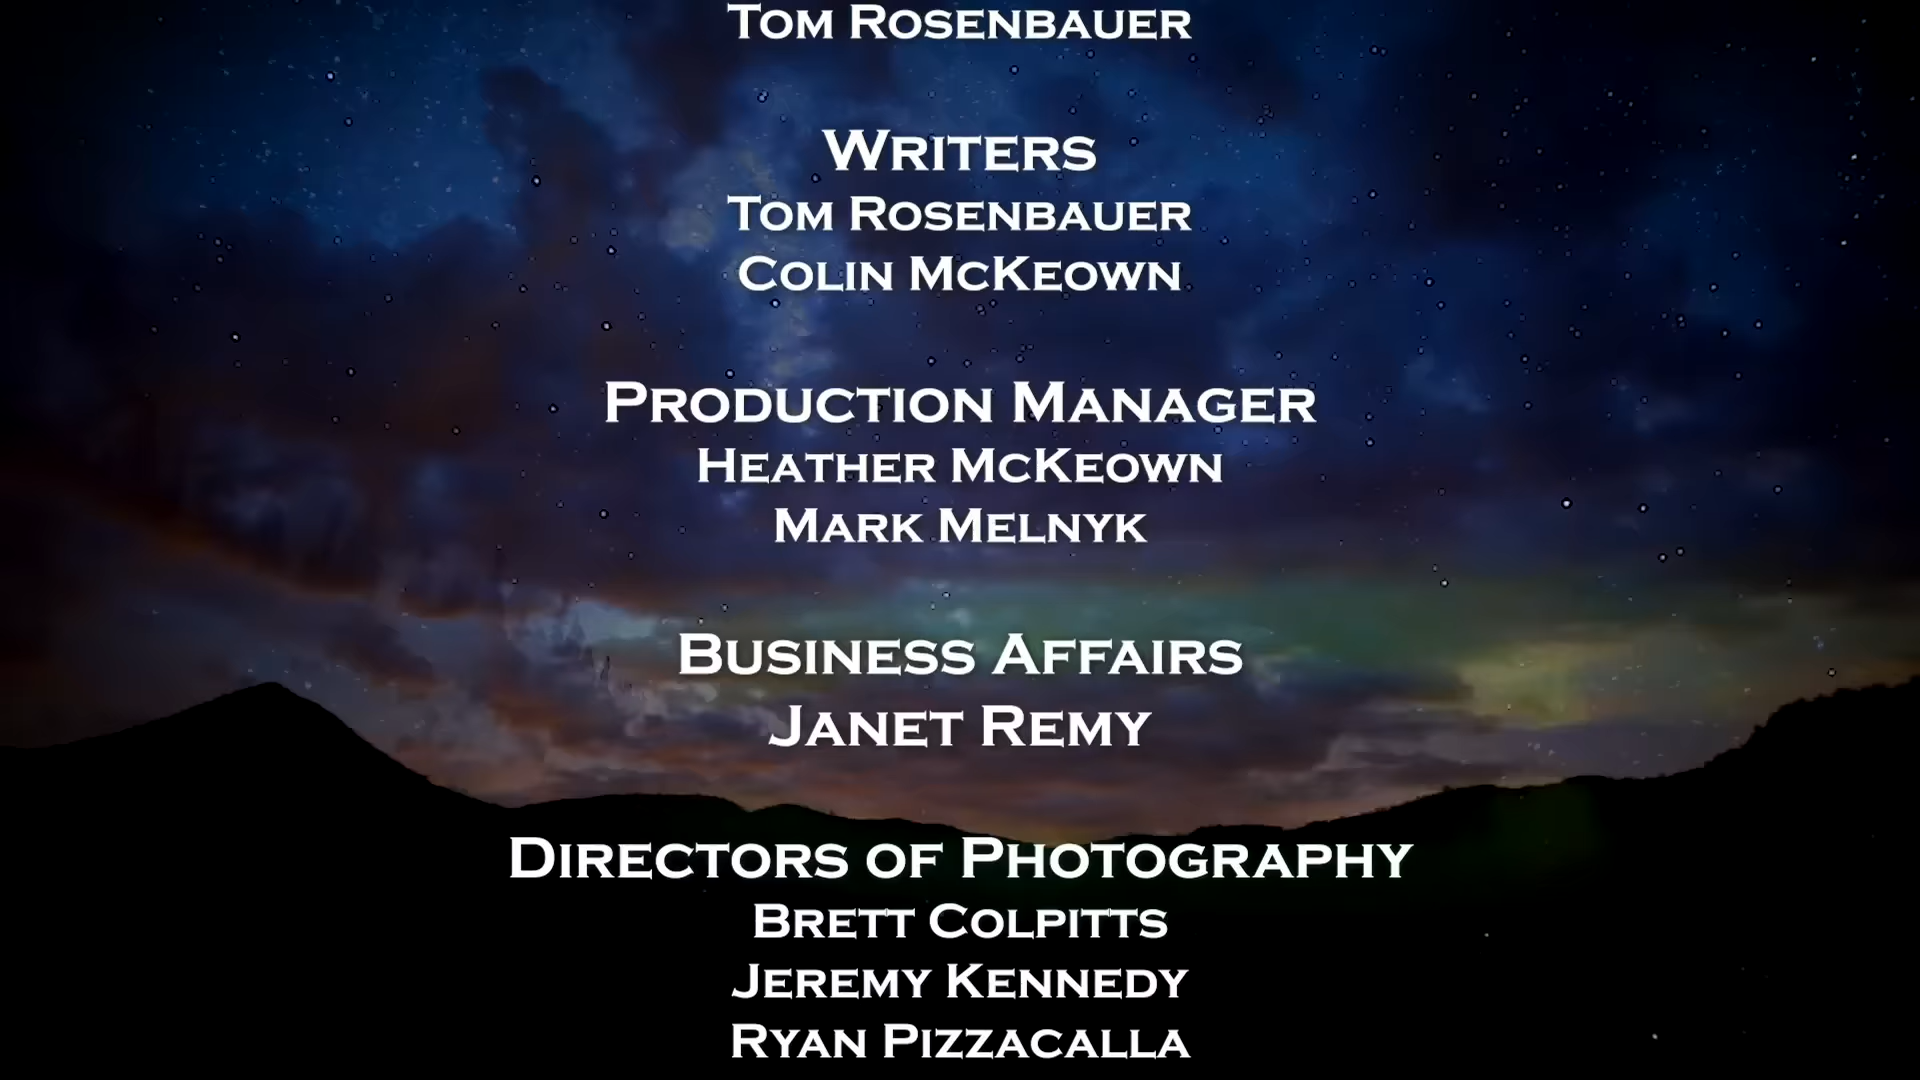 Tom Rosenbauer
Writers
Tom Rosenbauer
Colin McKeown
Production Manager
Heather McKeown
Mark Melnyk
Business Affairs
Janet Remy
Directors of Photography
Brett Colpitts
Jeremy Kennedy
Ryan Pizzacalla